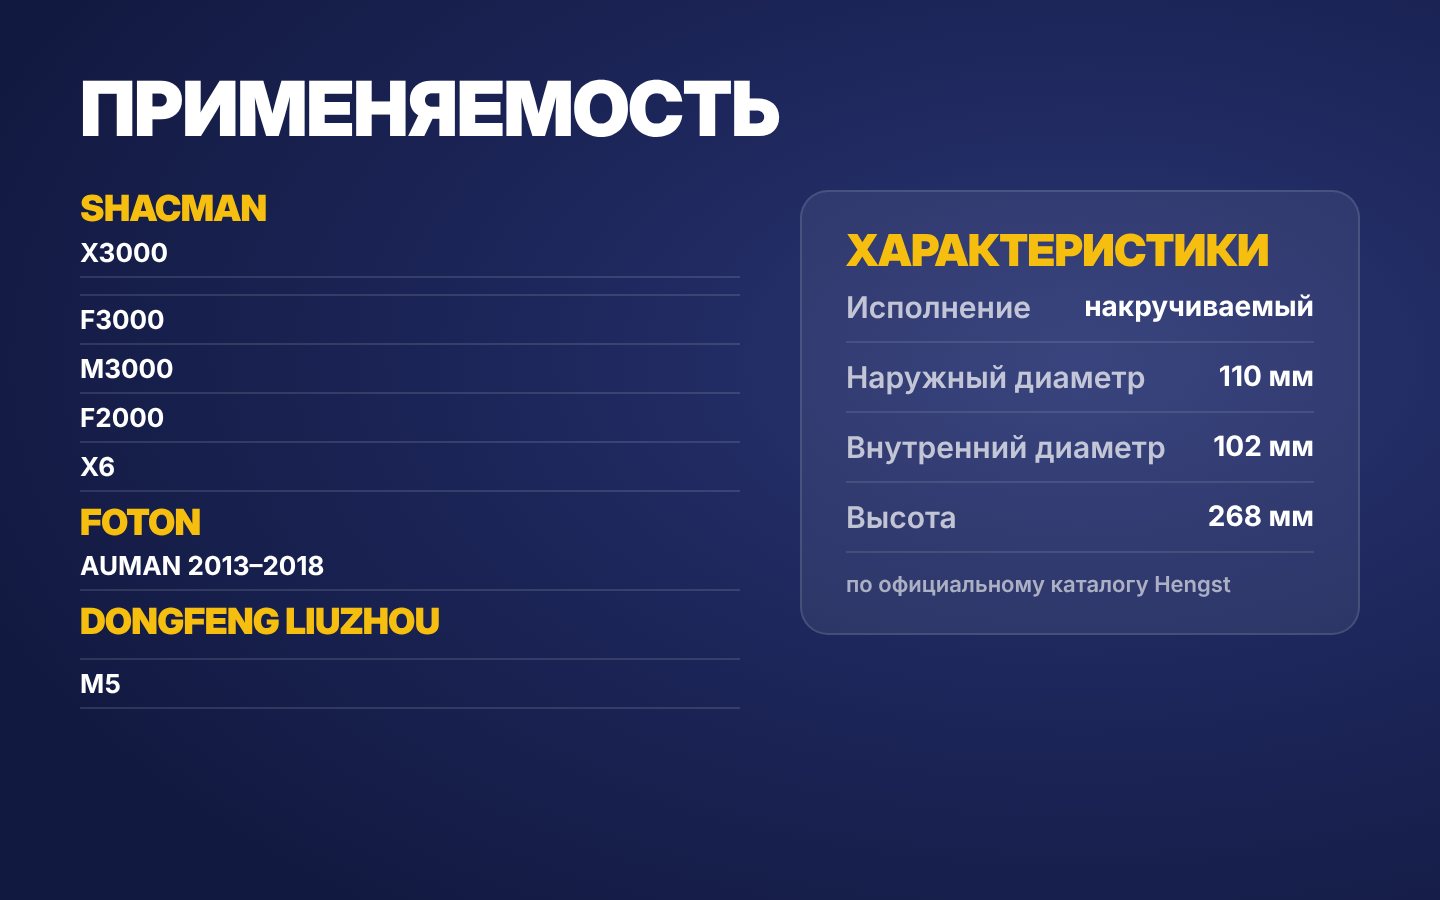 ПРИМЕНЯЕМОСТЬ
SHACMAN
X3000
F3000
M3000
F2000
X6
FOTON
AUMAN 2013–2018
DONGFENG LIUZHOU
M5
ХАРАКТЕРИСТИКИ
Исполнение накручиваемый
Наружный диаметр 110 мм
Внутренний диаметр 102 мм
Высота 268 мм
по официальному каталогу Hengst